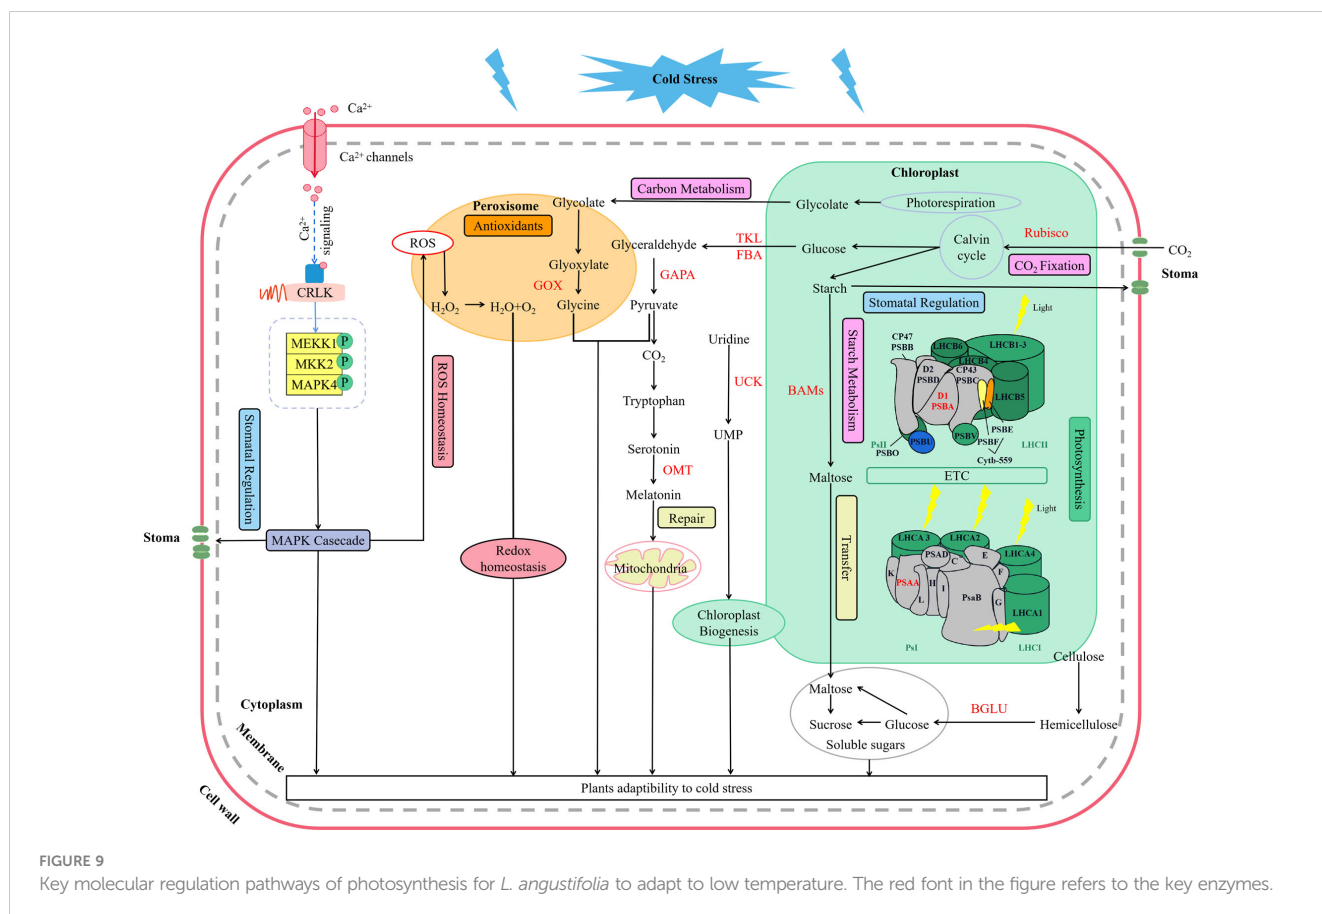 Cold Stress
Ca²⁺
Ca²⁺ channels
Ca²⁺
signaling
CRLK
MEKK1 P
MKK2 P
MAPK4 P
Stomatal Regulation
Stoma
MAPK Casecade
ROS Homeostasis
Peroxisome
Antioxidants
ROS
H₂O₂
H₂O+O₂
Glycolate
Glyoxylate
GOX
Glycine
Redox
homeostasis
Carbon Metabolism
Glyceraldehyde
TKL
FBA
GAPA
Pyruvate
CO₂
Tryptophan
Serotonin
OMT
Melatonin
Repair
Mitochondria
Uridine
UCK
UMP
Chloroplast
Biogenesis
Chloroplast
Glycolate
Photorespiration
Glucose
Calvin
cycle
Rubisco
CO₂
CO₂ Fixation
Stoma
Starch
Stomatal Regulation
Light
BAMs
Starch Metabolism
CP47
PSBB
LHCB6
LHCB1-3
LHCB4
D2
PSBD
CP43
PSBC
D1
PSBA
LHCB5
PSBE
PSBF
PsII
PSBO
PSBU
PSBV
LHCII
Cytb-559
Photosynthesis
Maltose
ETC
Light
Transfer
LHCA3
LHCA2
LHCA4
PSAD
C
E
K
PSAA
H
I
F
L
PsaB
G
LHCA1
PsI
LHCI
Cellulose
Maltose
BGLU
Sucrose
Glucose
Hemicellulose
Soluble sugars
Cytoplasm
Membrane
Cell wall
Plants adaptibility to cold stress
FIGURE 9
Key molecular regulation pathways of photosynthesis for L. angustifolia to adapt to low temperature. The red font in the figure refers to the key enzymes.